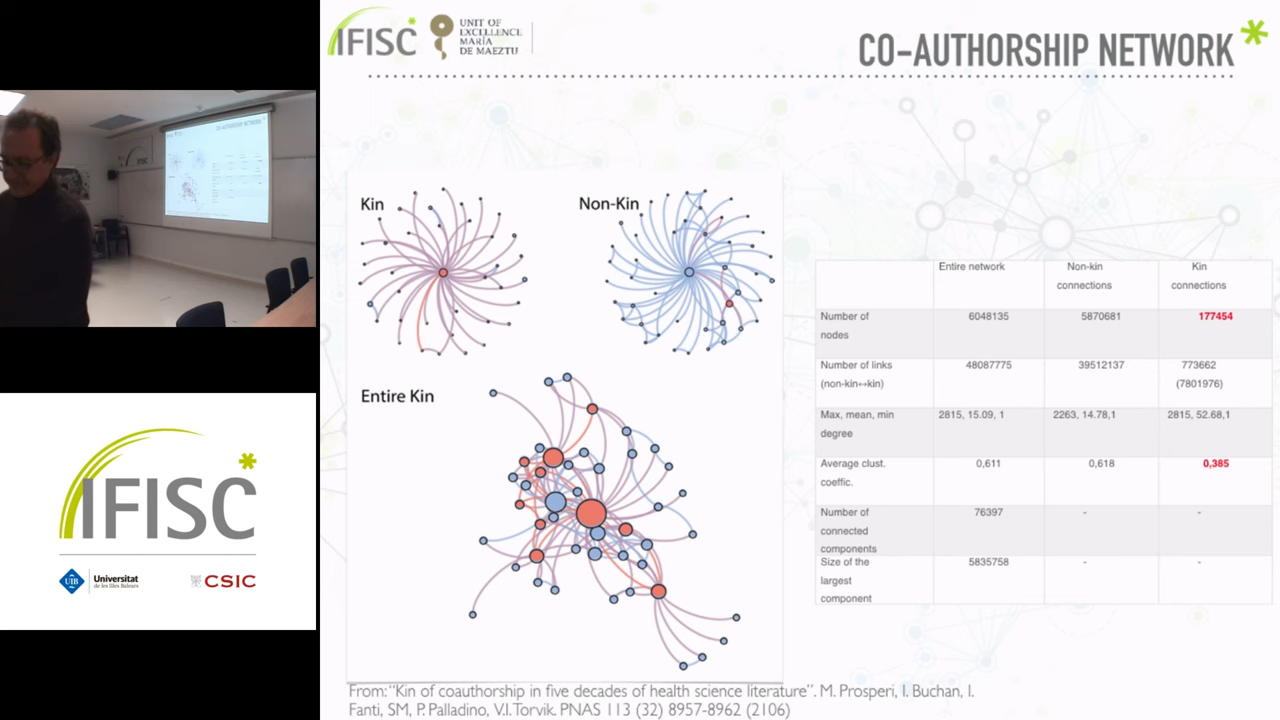 IFISC
UNIT OF
EXCELLENCE
MARÍA
DE MAEZTU
CO-AUTHORSHIP NETWORK
CO-AUTHORSHIP NETWORK
IFISC
Kin
Non-Kin
Entire Kin
Entire network
Non-kin
connections
Kin
connections
Number of
nodes
6048135
5870681
177454
Number of links
(non-kin↔kin)
48087775
39512137
773662
(7801976)
Max, mean, min
degree
2815, 15.09, 1
2263, 14.78,1
2815, 52.68,1
Average clust.
coeffic.
0,611
0,618
0,385
Number of
connected
components
76397
-
-
Size of the
largest
component
5835758
-
-
IFISC
UIB
Universitat
de les Illes Balears
CSIC
From: “Kin of coauthorship in five decades of health science literature”. M. Prosperi, I. Buchan, I.
Fanti, SM, P. Palladino, V.I. Torvik. PNAS 113 (32) 8957-8962 (2106)